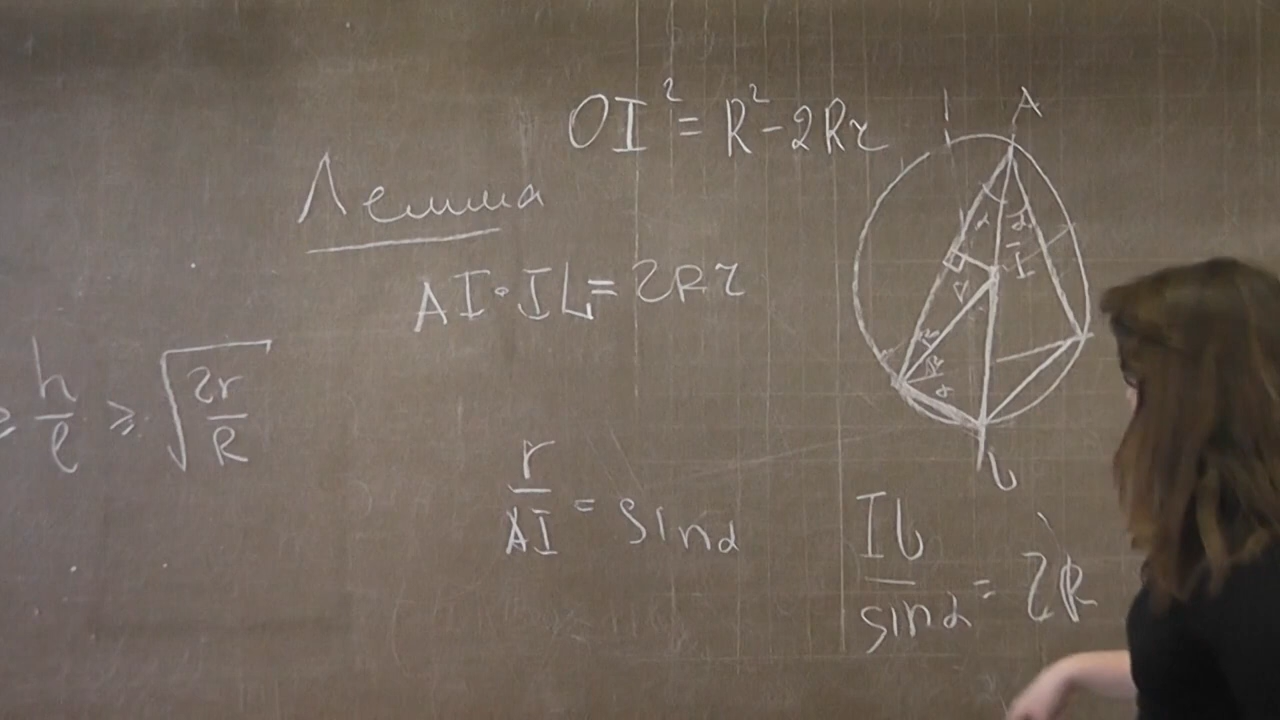 OI² = R² - 2Rr
Лемма
AI · IL = 2Rr
≥ h/l ≥ √(2r/R)
r/AI = sin α
IL/sin α = 2R
A
α α
I
α
L